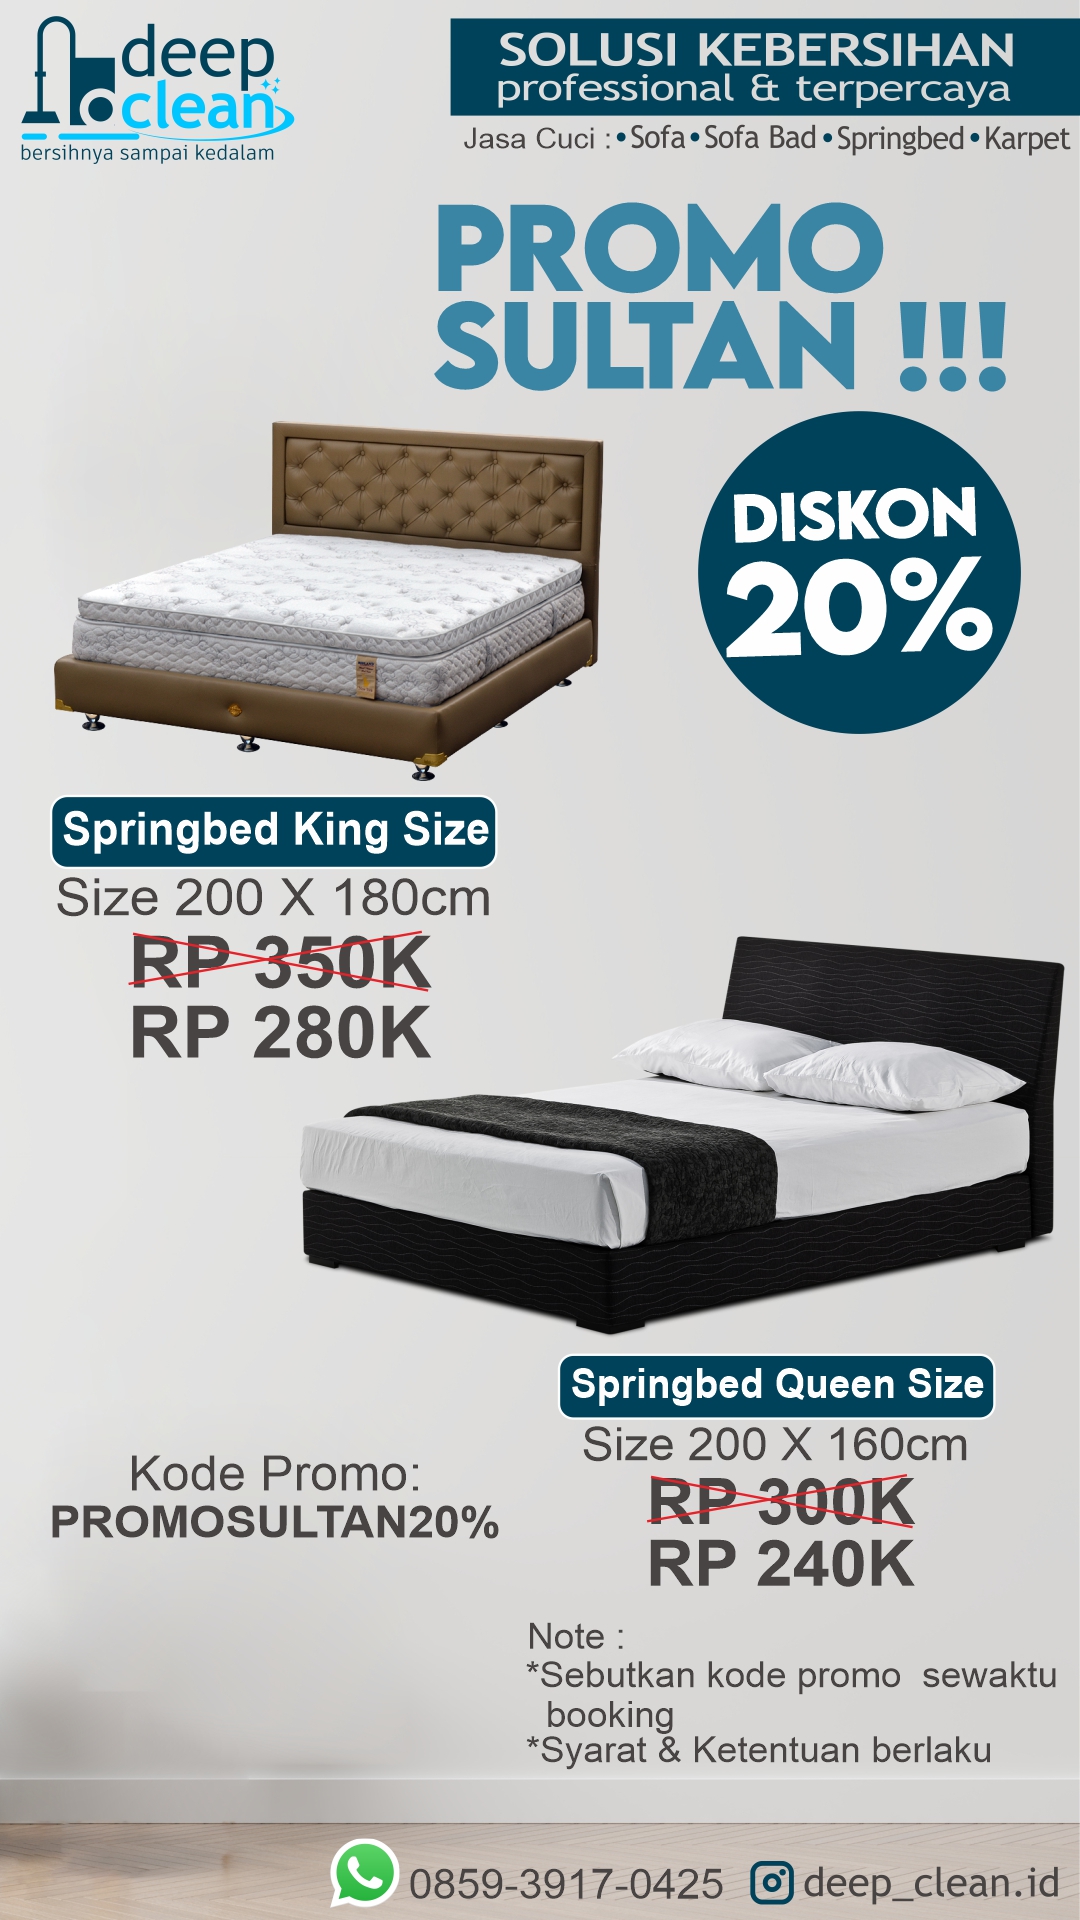 deep
clean
bersihnya sampai kedalam
SOLUSI KEBERSIHAN
professional & terpercaya
Jasa Cuci : • Sofa • Sofa Bad • Springbed • Karpet
PROMO
SULTAN !!!
DISKON
20%
Springbed King Size
Size 200 X 180cm
RP 350K
RP 280K
Springbed Queen Size
Size 200 X 160cm
RP 300K
RP 240K
Kode Promo:
PROMOSULTAN20%
Note :
*Sebutkan kode promo sewaktu
booking
*Syarat & Ketentuan berlaku
0859-3917-0425
deep_clean.id